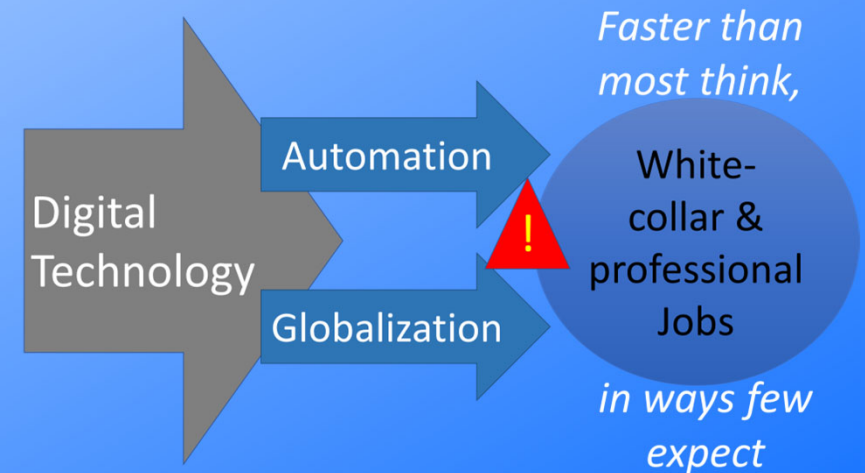 Digital
Technology
Automation
Globalization
!
Faster than
most think,
White-
collar &
professional
Jobs
in ways few
expect